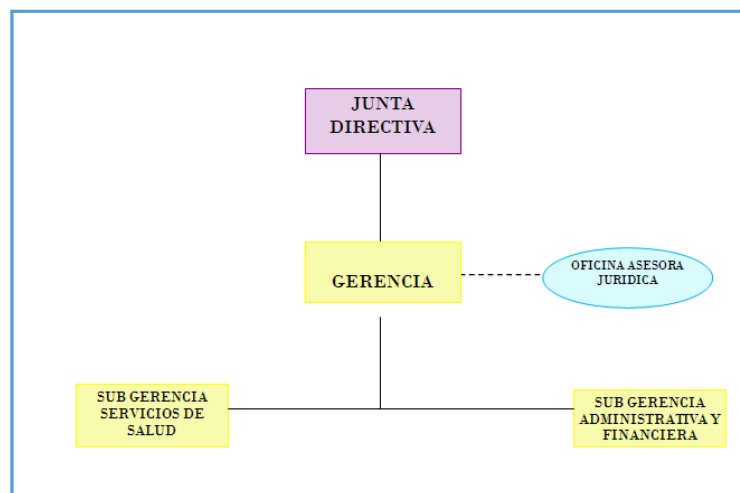 JUNTA
DIRECTIVA
GERENCIA
OFICINA ASESORA
JURIDICA
SUB GERENCIA
SERVICIOS DE
SALUD
SUB GERENCIA
ADMINISTRATIVA Y
FINANCIERA